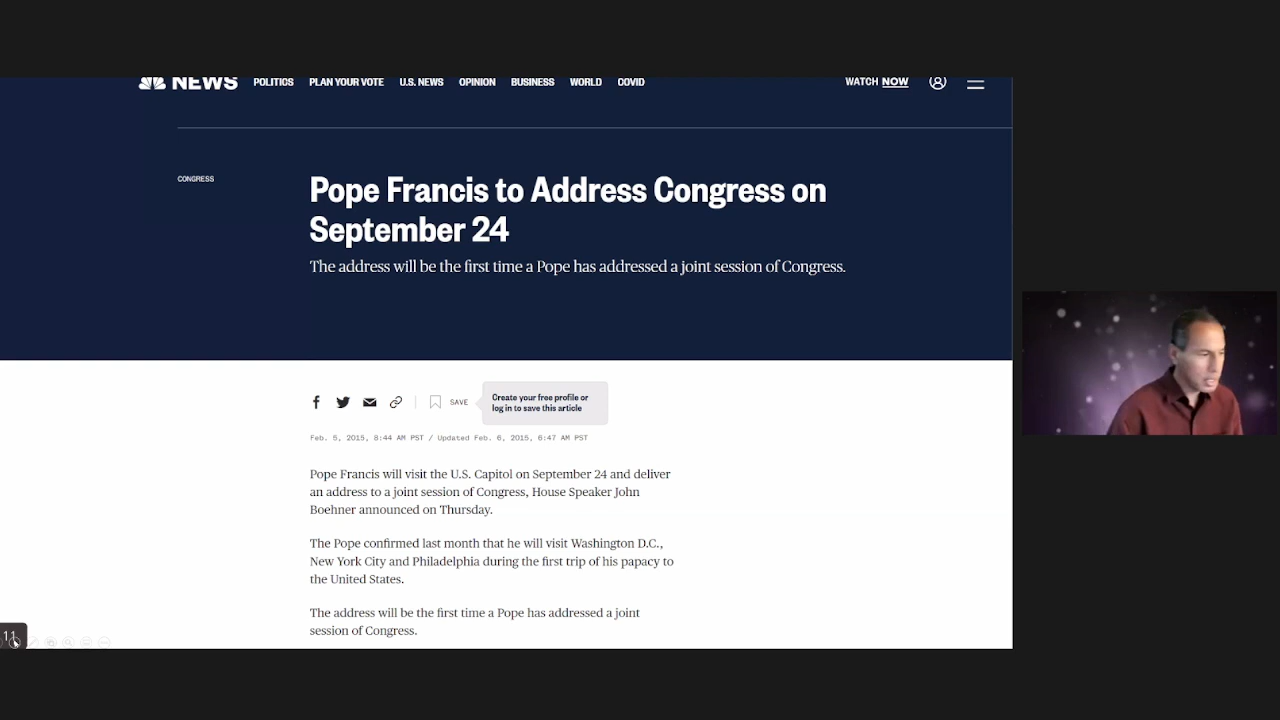 NEWS POLITICS PLAN YOUR VOTE U.S. NEWS OPINION BUSINESS WORLD COVID WATCH NOW
CONGRESS
Pope Francis to Address Congress on
September 24
The address will be the first time a Pope has addressed a joint session of Congress.
SAVE
Create your free profile or
log in to save this article
Feb. 5, 2015, 8:44 AM PST / Updated Feb. 6, 2015, 6:47 AM PST
Pope Francis will visit the U.S. Capitol on September 24 and deliver
an address to a joint session of Congress, House Speaker John
Boehner announced on Thursday.
The Pope confirmed last month that he will visit Washington D.C.,
New York City and Philadelphia during the first trip of his papacy to
the United States.
The address will be the first time a Pope has addressed a joint
session of Congress.
11